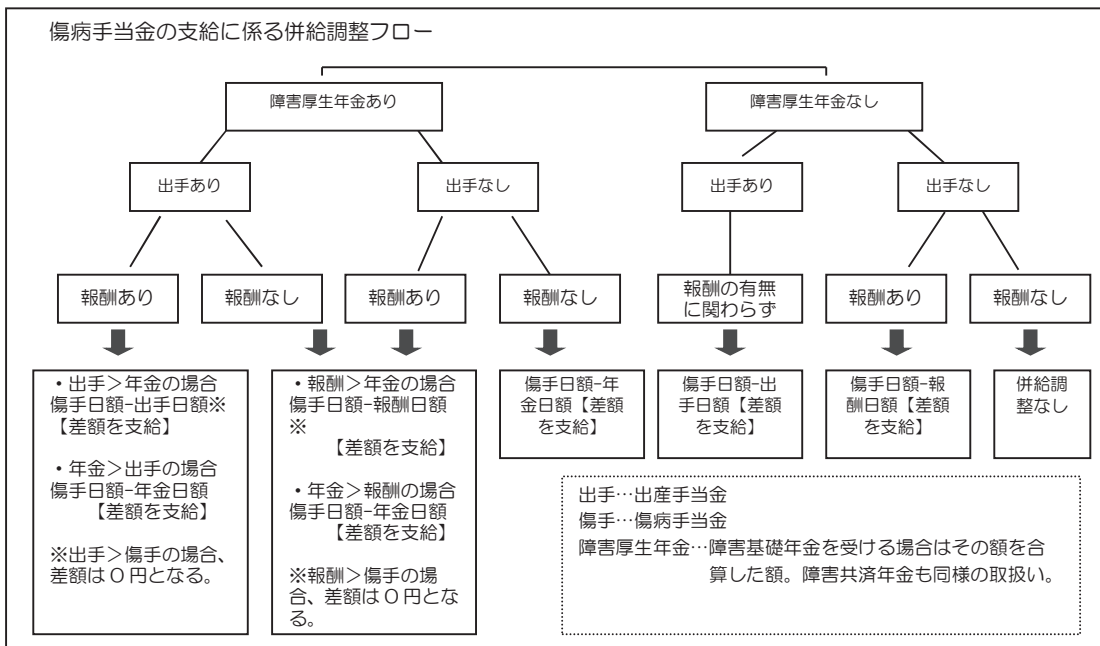 傷病手当金の支給に係る併給調整フロー
障害厚生年金あり
障害厚生年金なし
出手あり
出手なし
出手あり
出手なし
報酬あり
報酬なし
報酬あり
報酬なし
報酬の有無
に関わらず
報酬あり
報酬なし
・出手＞年金の場合
傷手日額-出手日額※
【差額を支給】
・年金＞出手の場合
傷手日額-年金日額
【差額を支給】
※出手＞傷手の場合、
差額は０円となる。
・報酬＞年金の場合
傷手日額-報酬日額
※
【差額を支給】
・年金＞報酬の場合
傷手日額-年金日額
【差額を支給】
※報酬＞傷手の場
合、差額は０円とな
る。
傷手日額-年
金日額【差額
を支給】
傷手日額-出
手日額【差額
を支給】
傷手日額-報
酬日額【差額
を支給】
併給調
整なし
出手…出産手当金
傷手…傷病手当金
障害厚生年金…障害基礎年金を受ける場合はその額を合
算した額。障害共済年金も同様の取扱い。